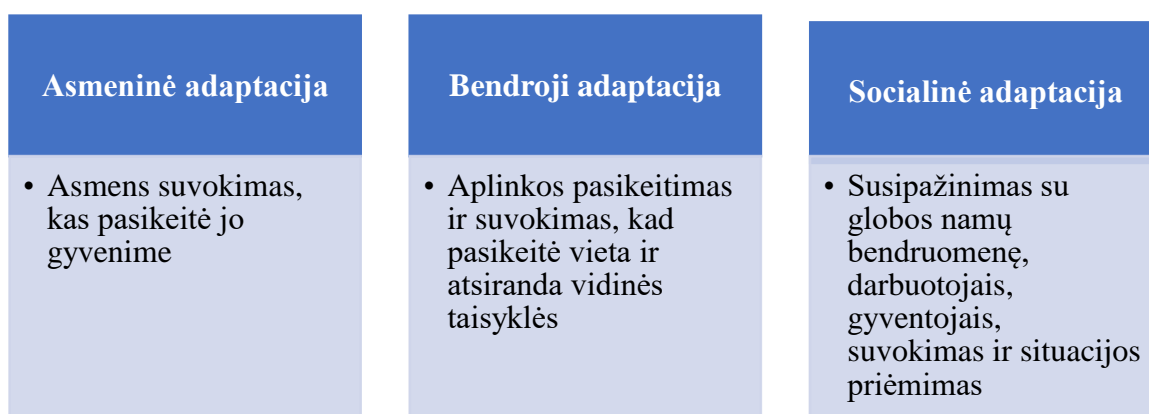 Asmeninė adaptacija
• Asmens suvokimas,
kas pasikeitė jo
gyvenime
Bendroji adaptacija
• Aplinkos pasikeitimas
ir suvokimas, kad
pasikeitė vieta ir
atsiranda vidinės
taisyklės
Socialinė adaptacija
• Susipažinimas su
globos namų
bendruomenę,
darbuotojais,
gyventojais,
suvokimas ir situacijos
priėmimas